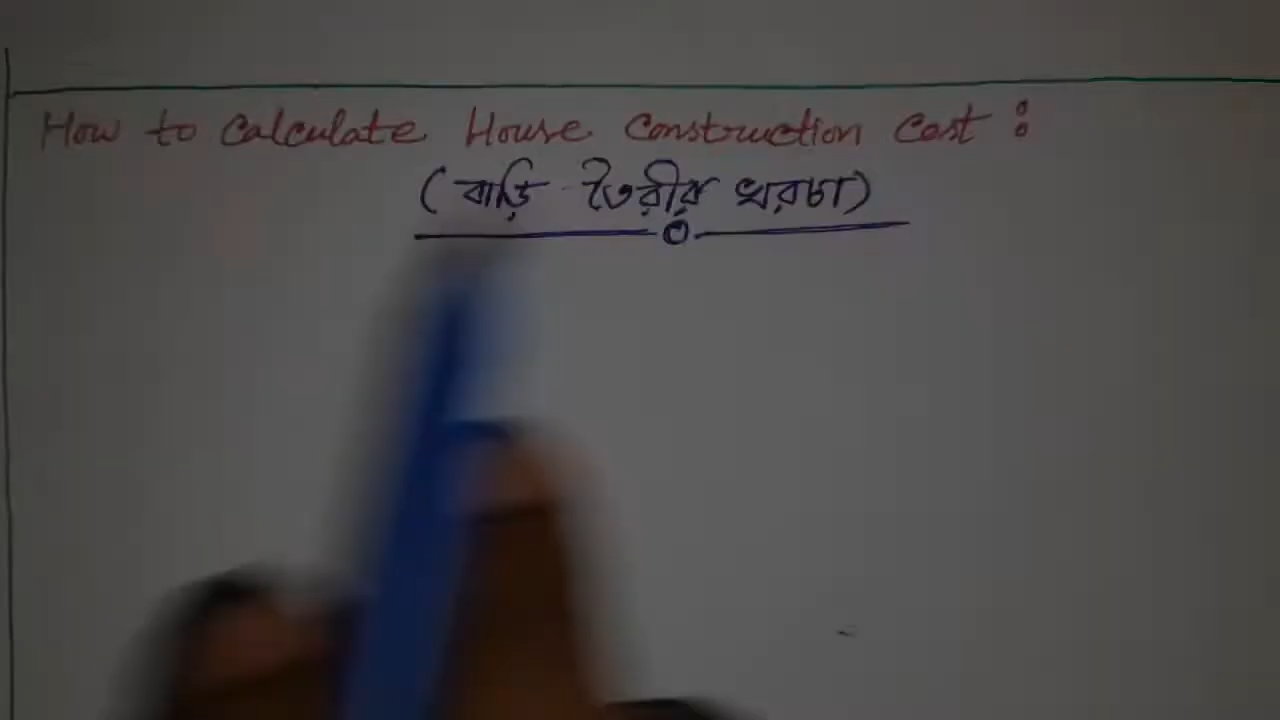 How to Calculate House Construction Cost :
(বাড়ি তৈরীর খরচা)